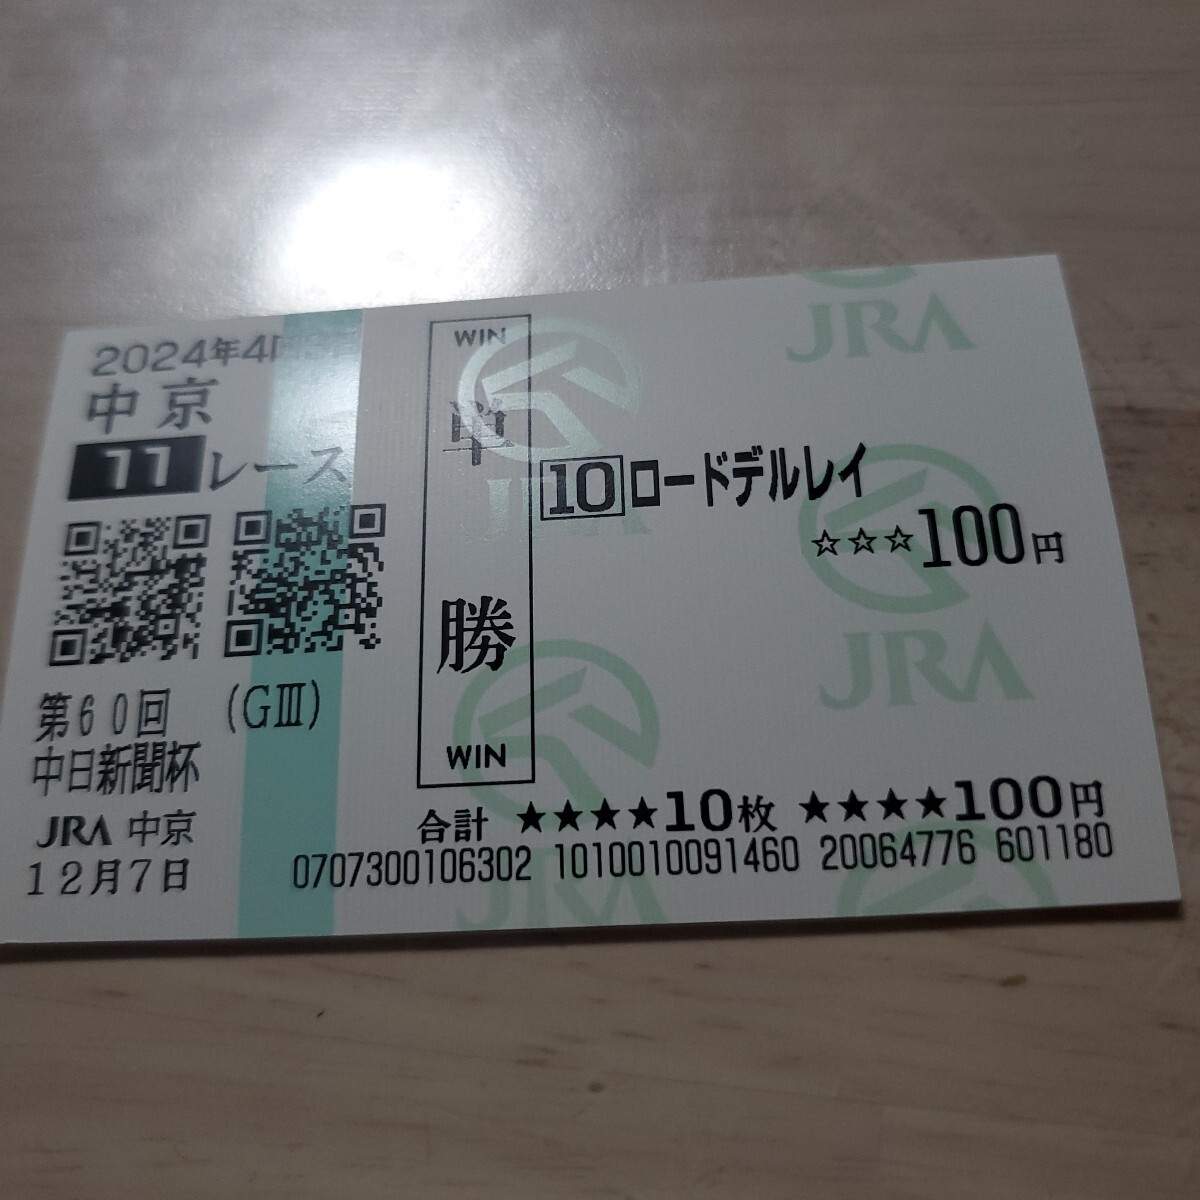 2024年4回
中京
11レース
第60回 (GⅢ)
中日新聞杯
JRA 中京
12月7日
WIN
単勝
WIN
10 ロードデルレイ
☆☆☆100円
合計 ★★★★10枚 ★★★★100円
0707300106302 1010010091460 20064776 601180
JRA
JRA
JRA
JRA